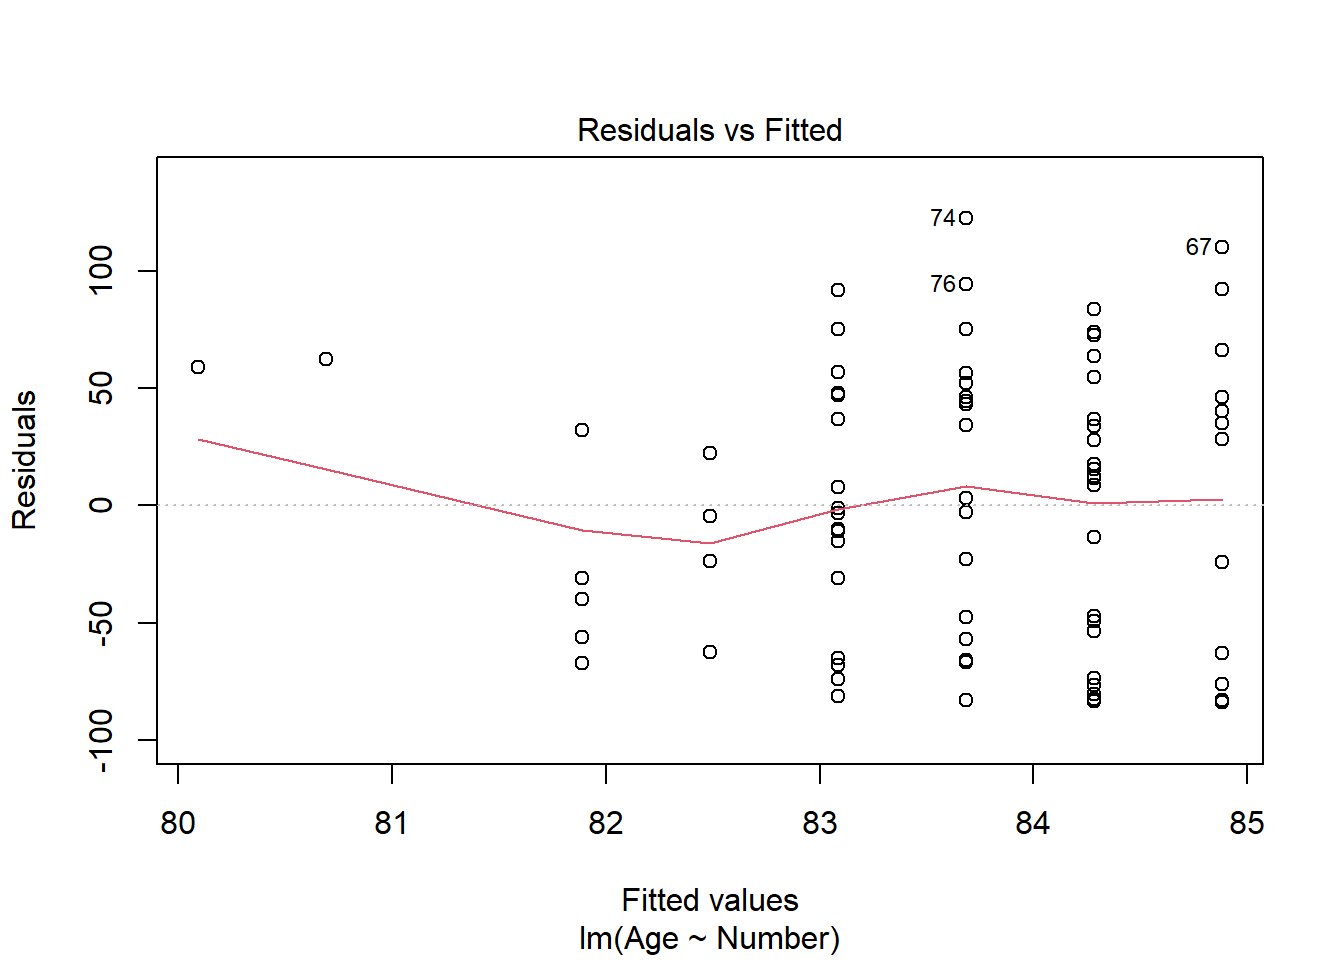 Residuals vs Fitted
Residuals
100
50
0
-50
-100
74
67
76
80 81 82 83 84 85
Fitted values
lm(Age ~ Number)